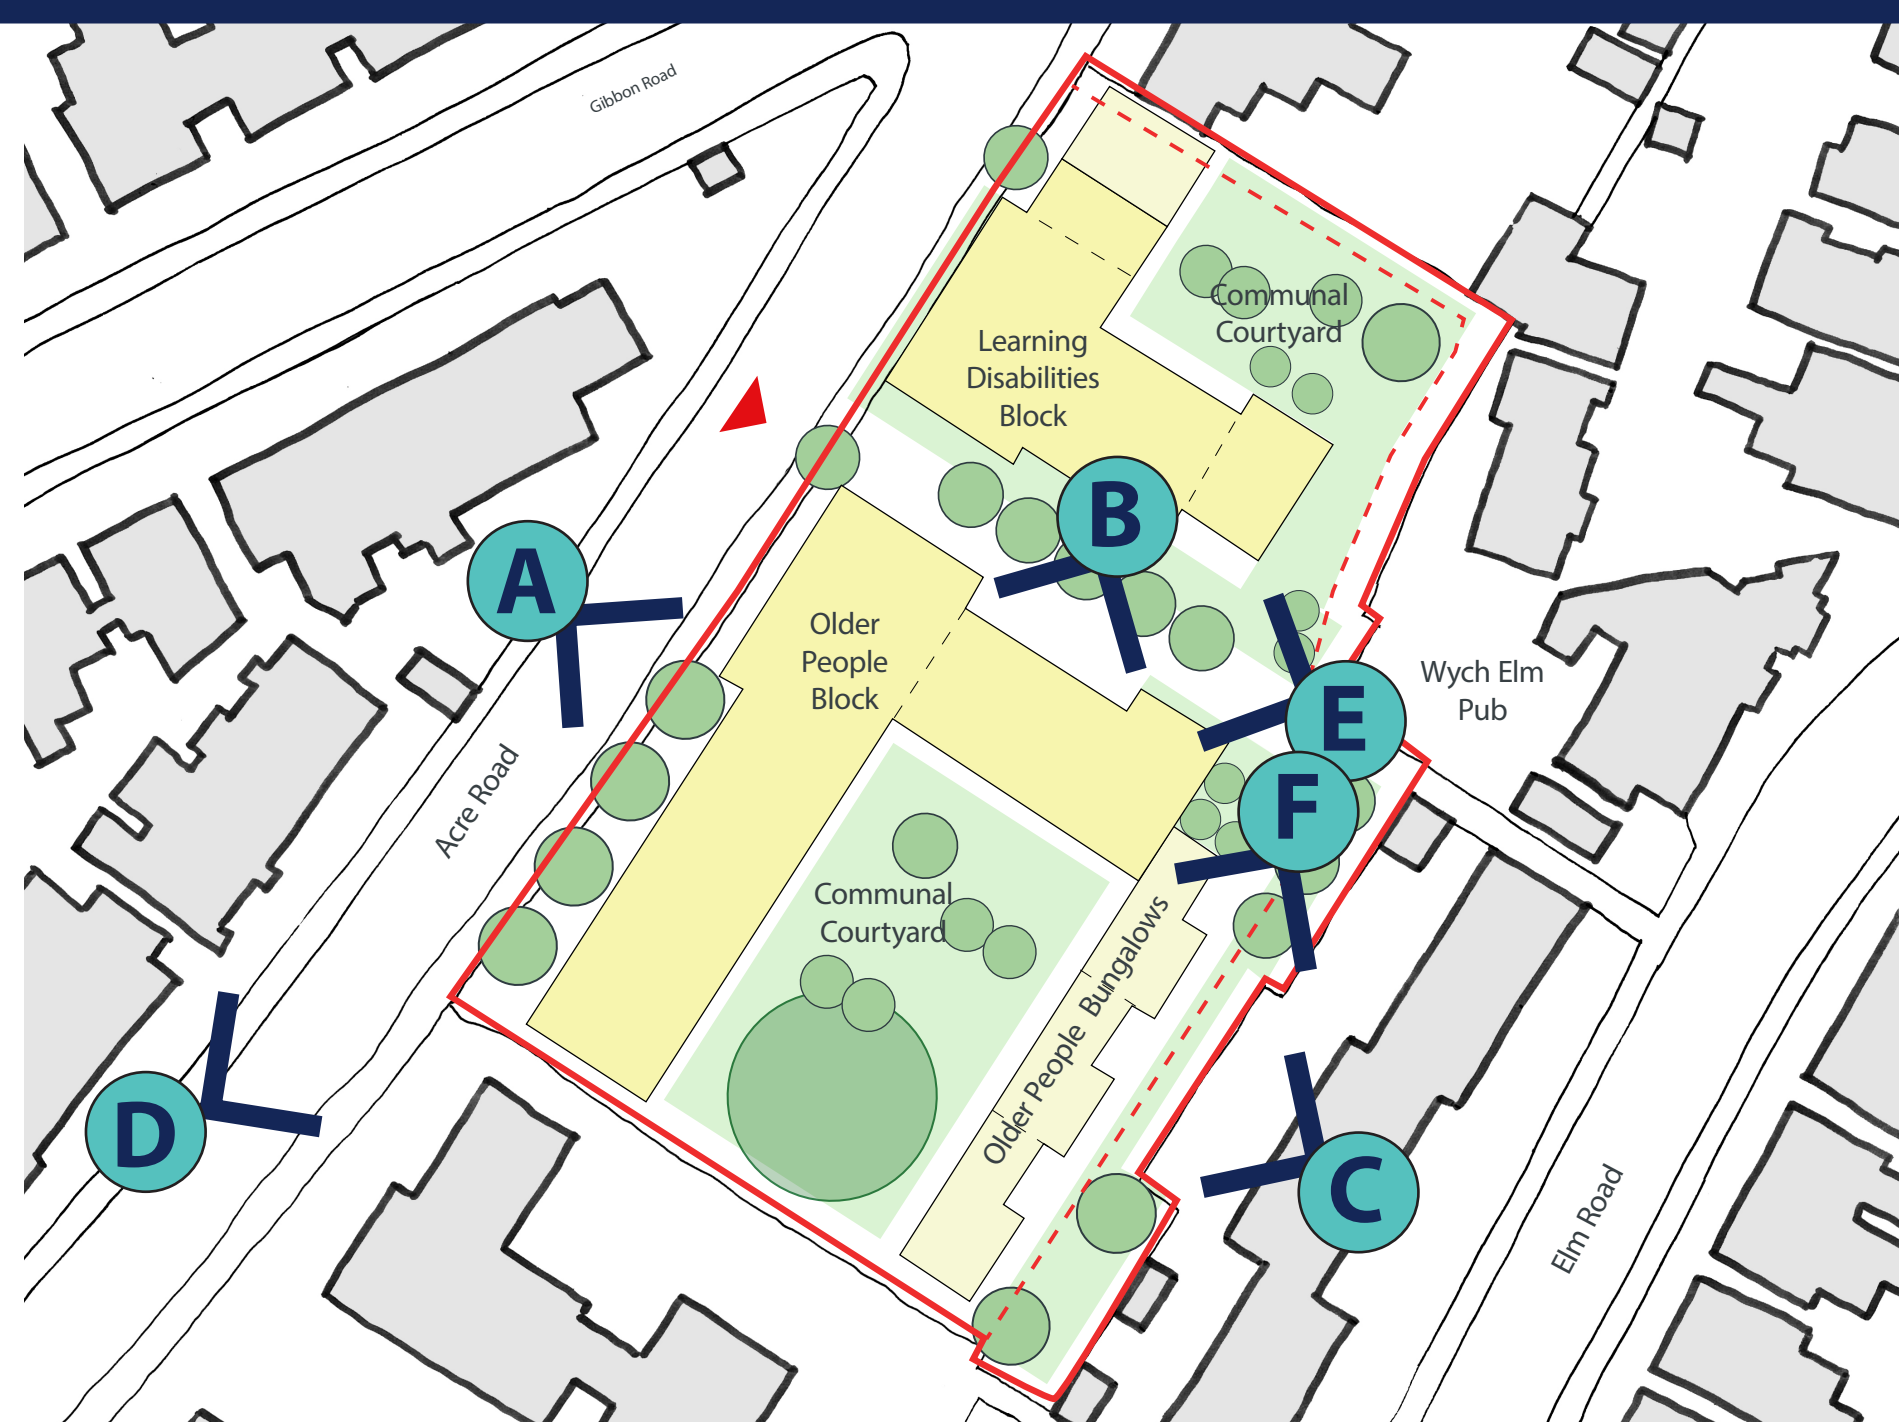 Gibbon Road
Communal
Courtyard
Learning
Disabilities
Block
B
A
Older
People
Block
Wych Elm
Pub
E
F
Acre Road
Communal
Courtyard
Older People Bungalows
D
C
Elm Road